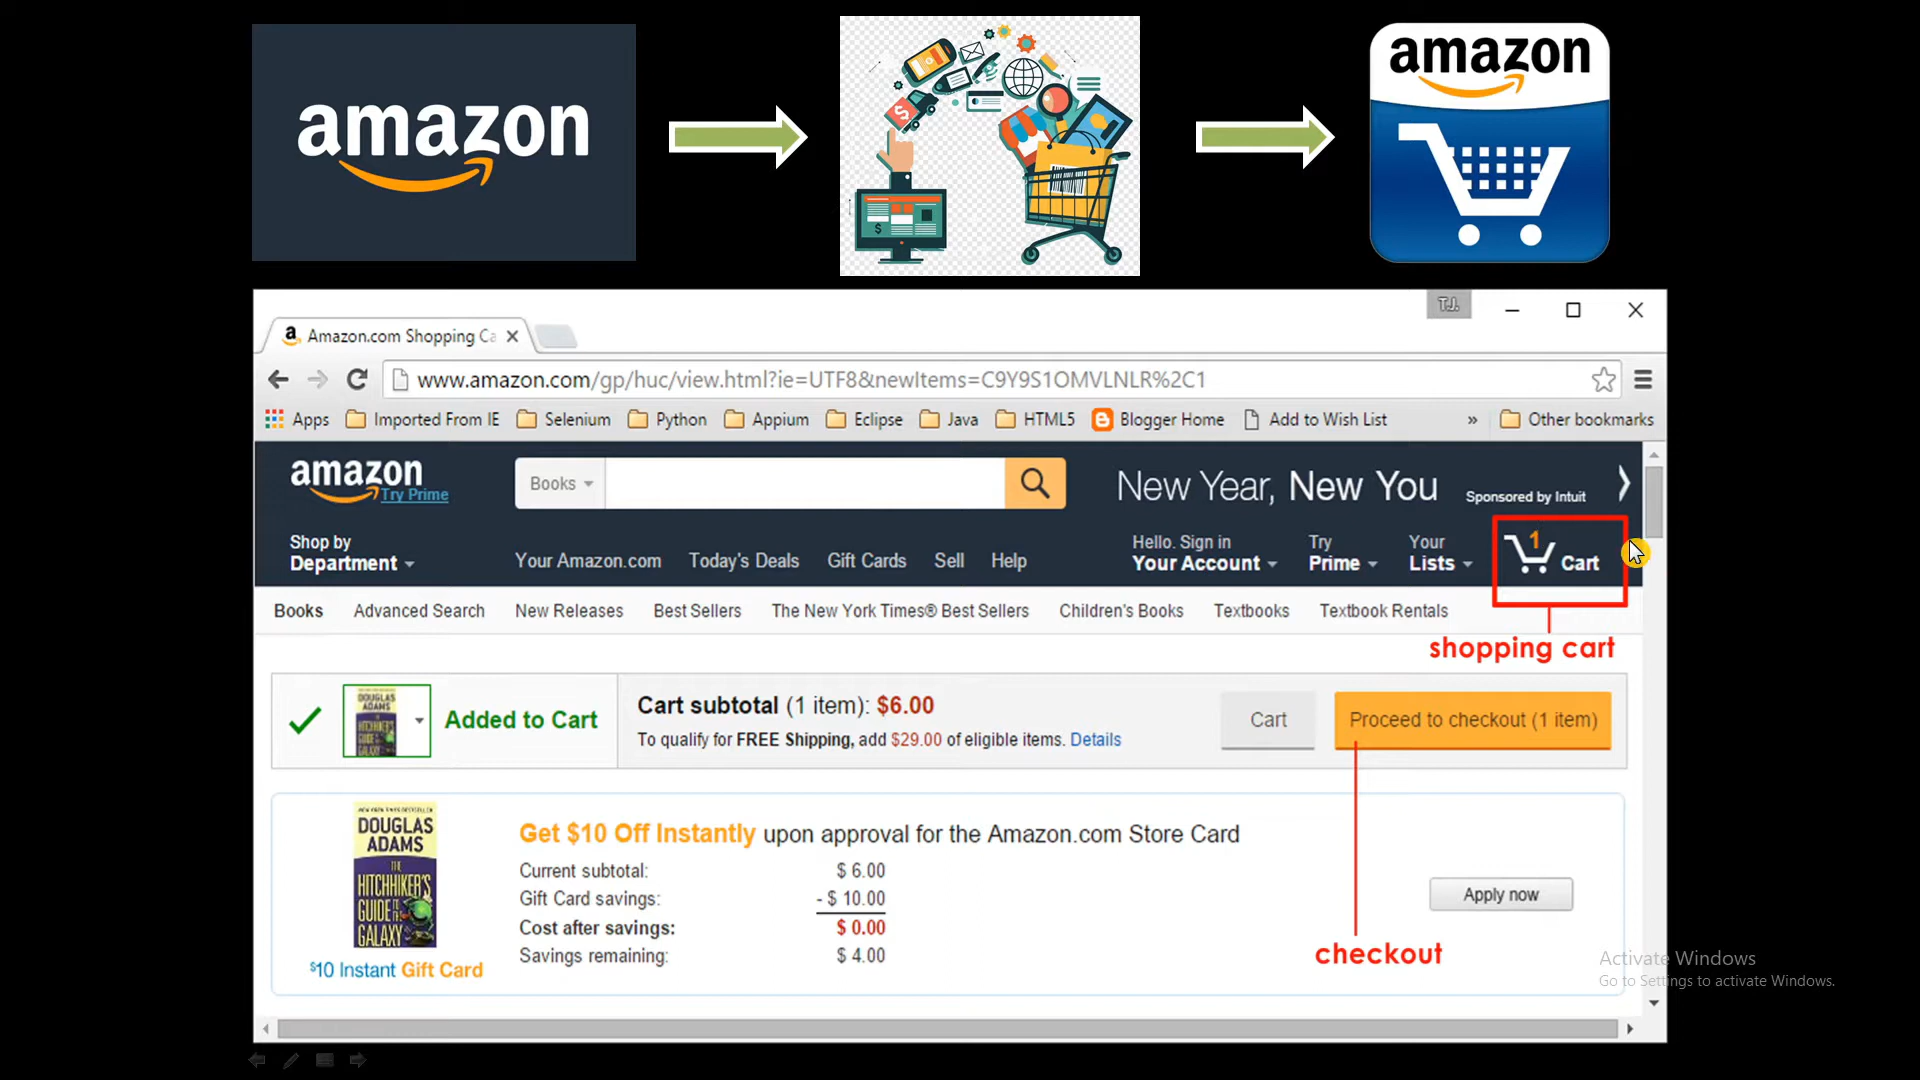 amazon
amazon
T.J.
Amazon.com Shopping Ca
www.amazon.com/gp/huc/view.html?ie=UTF8&newItems=C9Y9S1OMVLNLR%2C1
Apps Imported From IE Selenium Python Appium Eclipse Java HTML5 Blogger Home Add to Wish List » Other bookmarks
amazon
Try Prime
Books
New Year, New You
Sponsored by Intuit
Shop by
Department
Your Amazon.com Today's Deals Gift Cards Sell Help
Hello. Sign in
Your Account
Try
Prime
Your
Lists
1
Cart
Books Advanced Search New Releases Best Sellers The New York Times® Best Sellers Children's Books Textbooks Textbook Rentals
shopping cart
DOUGLAS
ADAMS
Added to Cart
Cart subtotal (1 item): $6.00
To qualify for FREE Shipping, add $29.00 of eligible items. Details
Cart
Proceed to checkout (1 item)
DOUGLAS
ADAMS
THE
HITCHHIKER'S
GUIDE TO THE
GALAXY
$10 Instant Gift Card
Get $10 Off Instantly upon approval for the Amazon.com Store Card
Current subtotal: $ 6.00
Gift Card savings: - $ 10.00
Cost after savings: $ 0.00
Savings remaining: $ 4.00
Apply now
checkout
Activate Windows
Go to Settings to activate Windows.